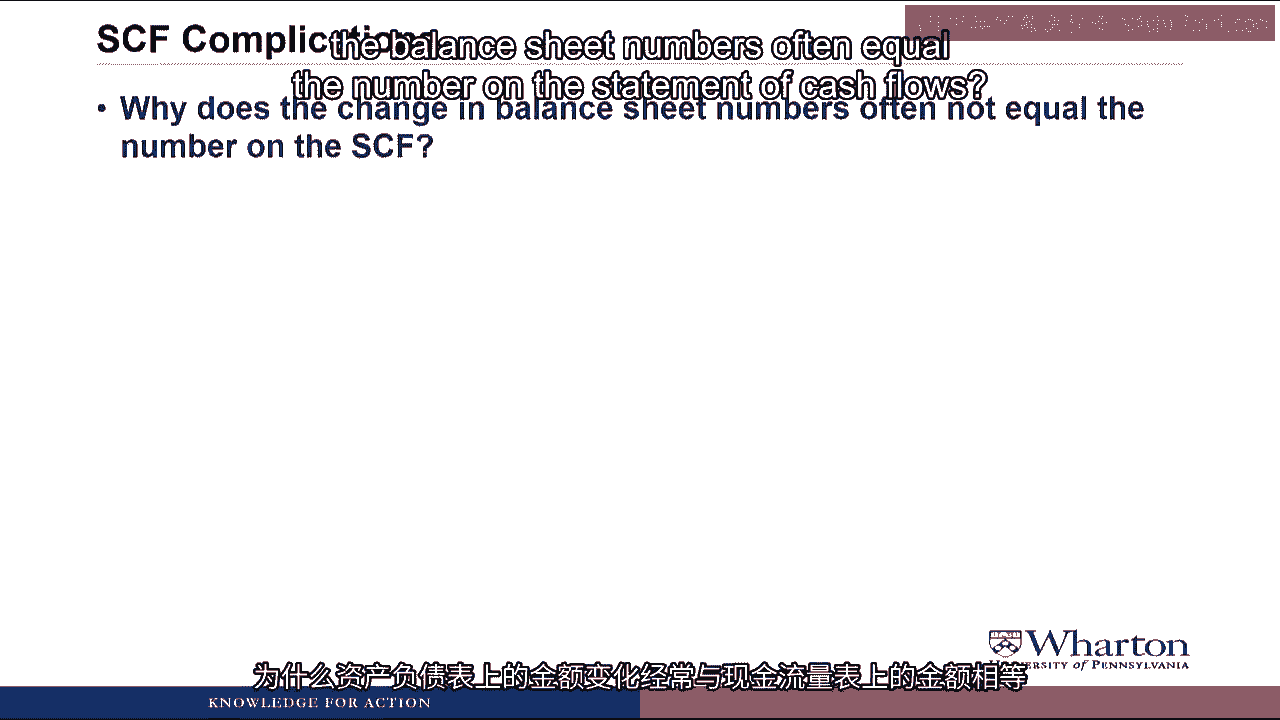 SCF Complications
the balance sheet numbers often equal
the number on the statement of cash flows?
• Why does the change in balance sheet numbers often not equal the
number on the SCF?
Wharton
UNIVERSITY of PENNSYLVANIA
为什么资产负债表上的金额变化经常与现金流量表上的金额相等
KNOWLEDGE FOR ACTION